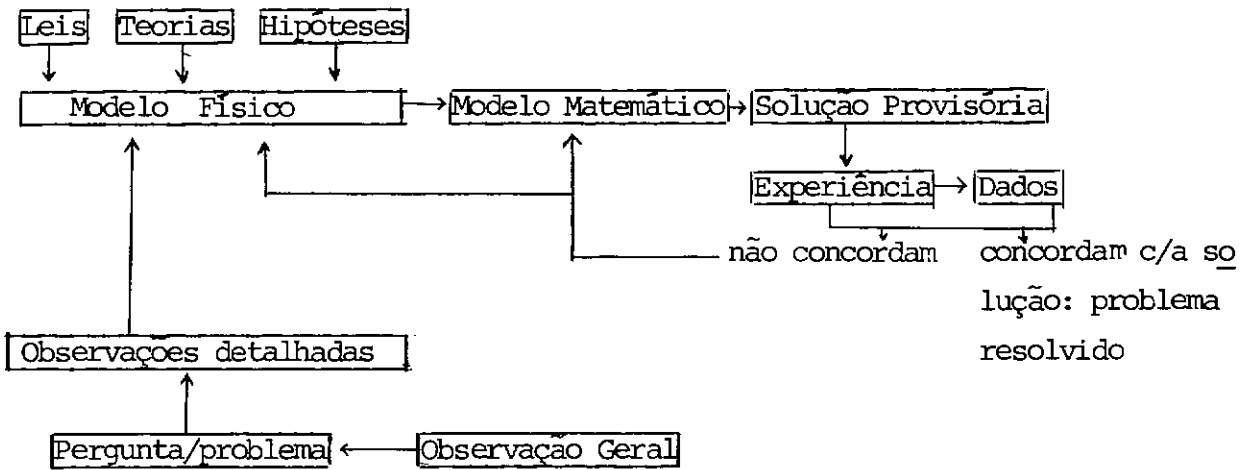 Leis Teorias Hipóteses
Modelo Físico Modelo Matemático Solução Provisória
Experiência Dados
não concordam concordam c/a so
lução: problema
resolvido
Observações detalhadas
Pergunta/problema Observação Geral